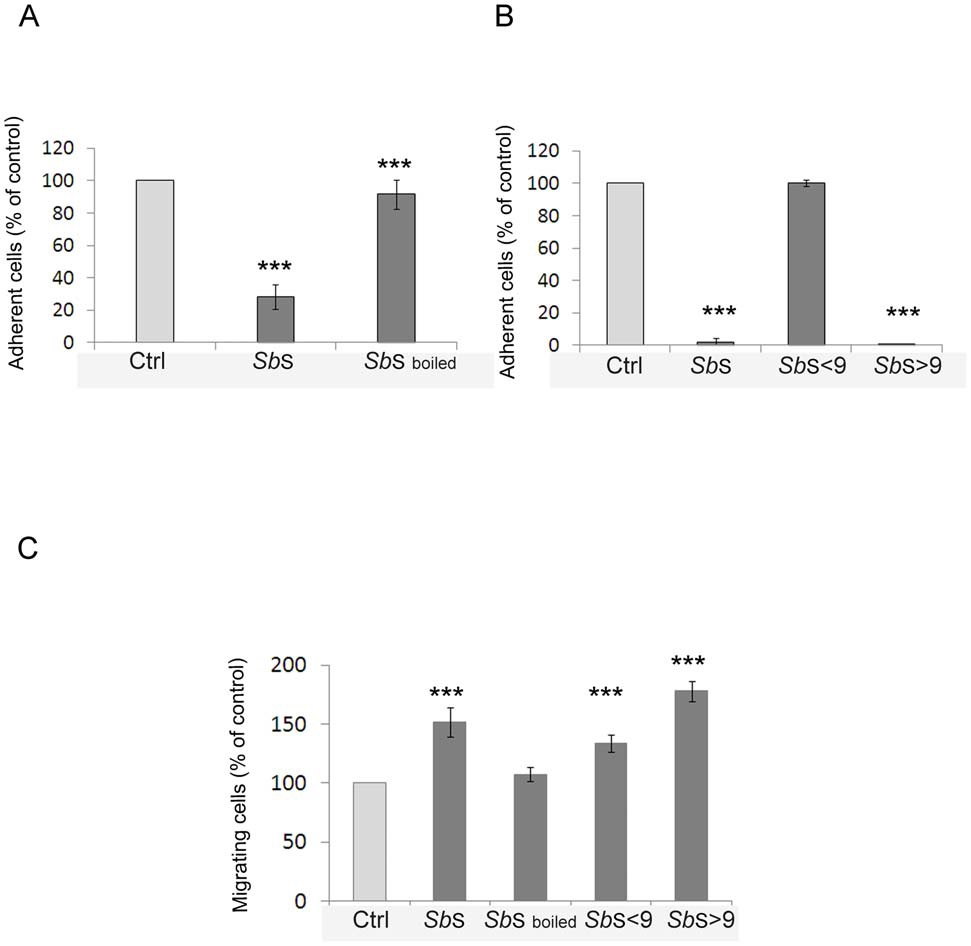 A
Adherent cells (% of control)
120
100
80
60
40
20
0
***
***
Ctrl Sbs Sbs boiled
B
Adherent cells (% of control)
120
100
80
60
40
20
0
***
***
Ctrl Sbs Sbs<9 Sbs>9
C
Migrating cells (% of control)
200
150
100
50
0
***
***
***
Ctrl Sbs Sbs boiled Sbs<9 Sbs>9